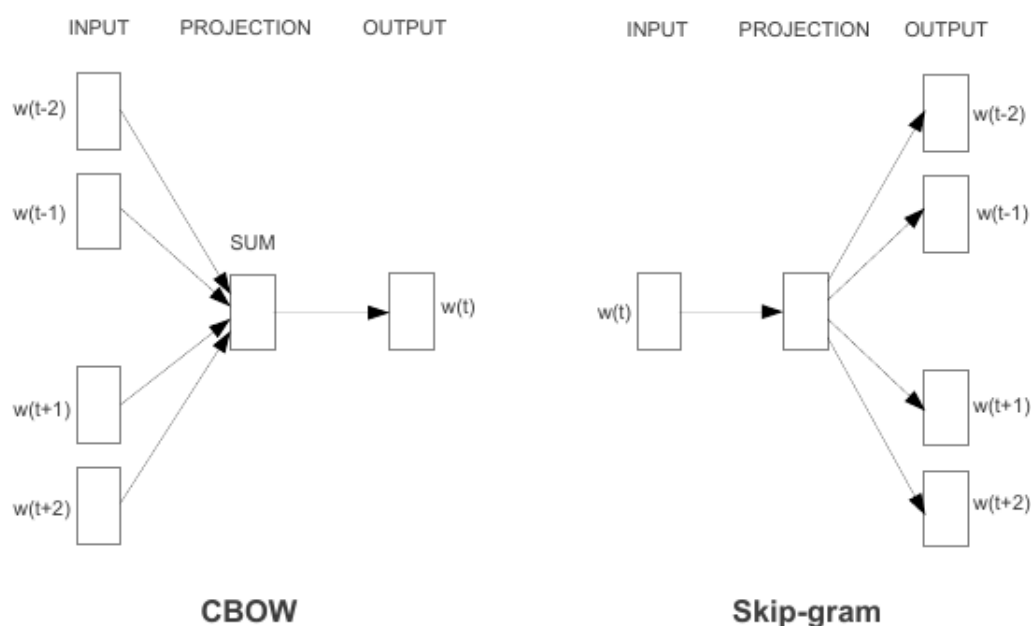 INPUT PROJECTION OUTPUT
w(t-2)
w(t-1)
SUM
w(t)
w(t+1)
w(t+2)
CBOW
INPUT PROJECTION OUTPUT
w(t-2)
w(t-1)
w(t)
w(t+1)
w(t+2)
Skip-gram